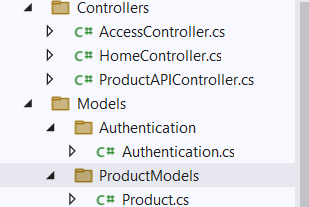 Controllers
C# AccessController.cs
C# HomeController.cs
C# ProductAPIController.cs
Models
Authentication
C# Authentication.cs
ProductModels
C# Product.cs